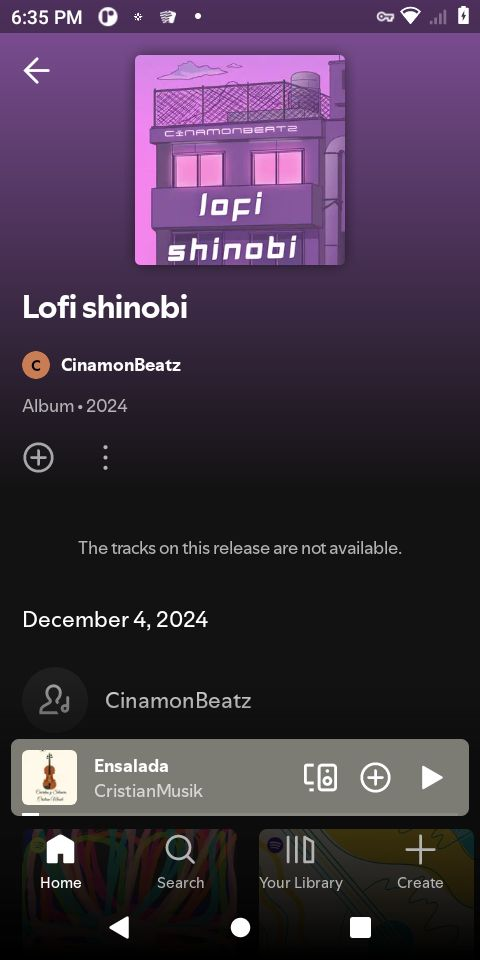 6:35 PM
CINAMONBEATZ
lofi
shinobi
Lofi shinobi
C
CinamonBeatz
Album • 2024
The tracks on this release are not available.
December 4, 2024
CinamonBeatz
Ensalada
CristianMusik
Home
Search
Your Library
Create